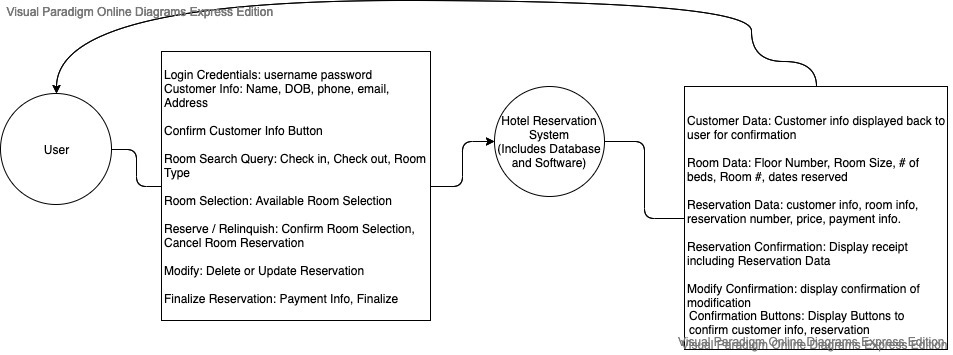 Visual Paradigm Online Diagrams Express Edition
User
Login Credentials: username password
Customer Info: Name, DOB, phone, email,
Address
Confirm Customer Info Button
Room Search Query: Check in, Check out, Room
Type
Room Selection: Available Room Selection
Reserve / Relinquish: Confirm Room Selection,
Cancel Room Reservation
Modify: Delete or Update Reservation
Finalize Reservation: Payment Info, Finalize
Hotel Reservation
System
(Includes Database
and Software)
Customer Data: Customer info displayed back to
user for confirmation
Room Data: Floor Number, Room Size, # of
beds, Room #, dates reserved
Reservation Data: customer info, room info,
reservation number, price, payment info.
Reservation Confirmation: Display receipt
including Reservation Data
Modify Confirmation: display confirmation of
modification
Confirmation Buttons: Display Buttons to
confirm customer info, reservation
Visual Paradigm Online Diagrams Express Edition
Visual Paradigm Online Diagrams Express Edition